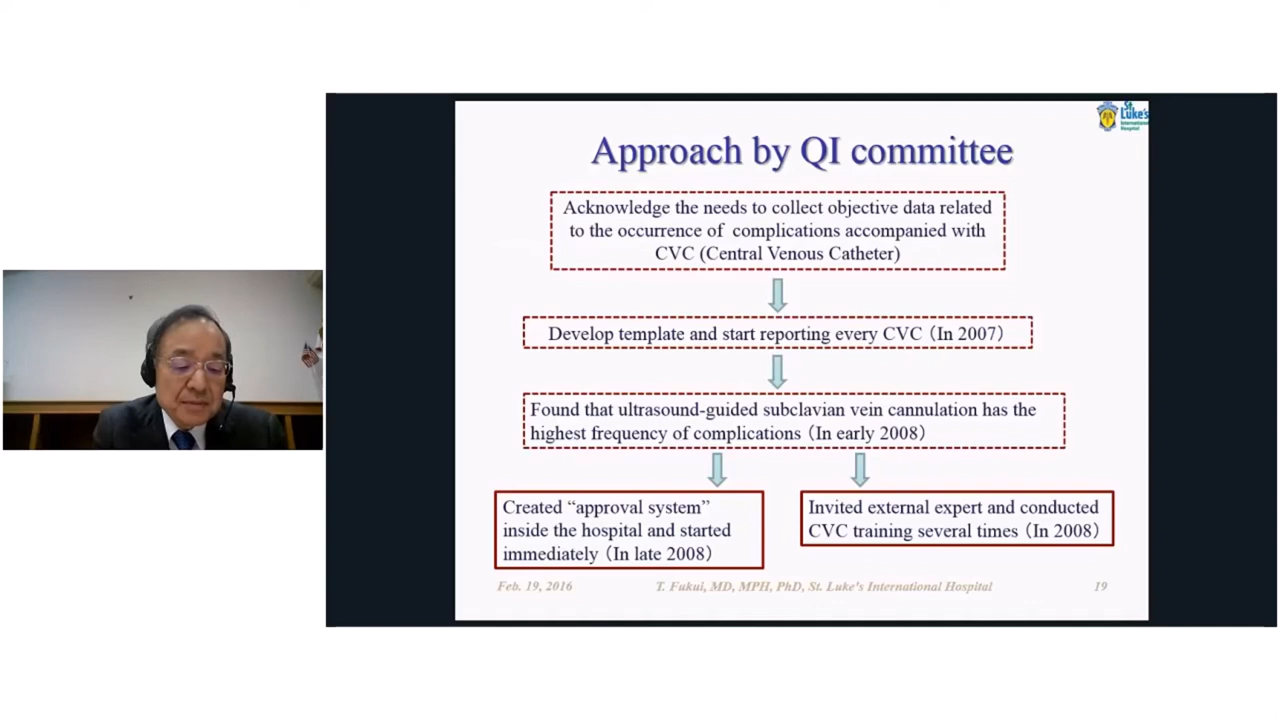 St.
Luke's
International
Hospital
Approach by QI committee
Acknowledge the needs to collect objective data related
to the occurrence of complications accompanied with
CVC (Central Venous Catheter)
Develop template and start reporting every CVC (In 2007)
Found that ultrasound-guided subclavian vein cannulation has the
highest frequency of complications (In early 2008)
Created “approval system”
inside the hospital and started
immediately (In late 2008)
Invited external expert and conducted
CVC training several times (In 2008)
Feb. 19, 2016 T. Fukui, MD, MPH, PhD, St. Luke's International Hospital 19